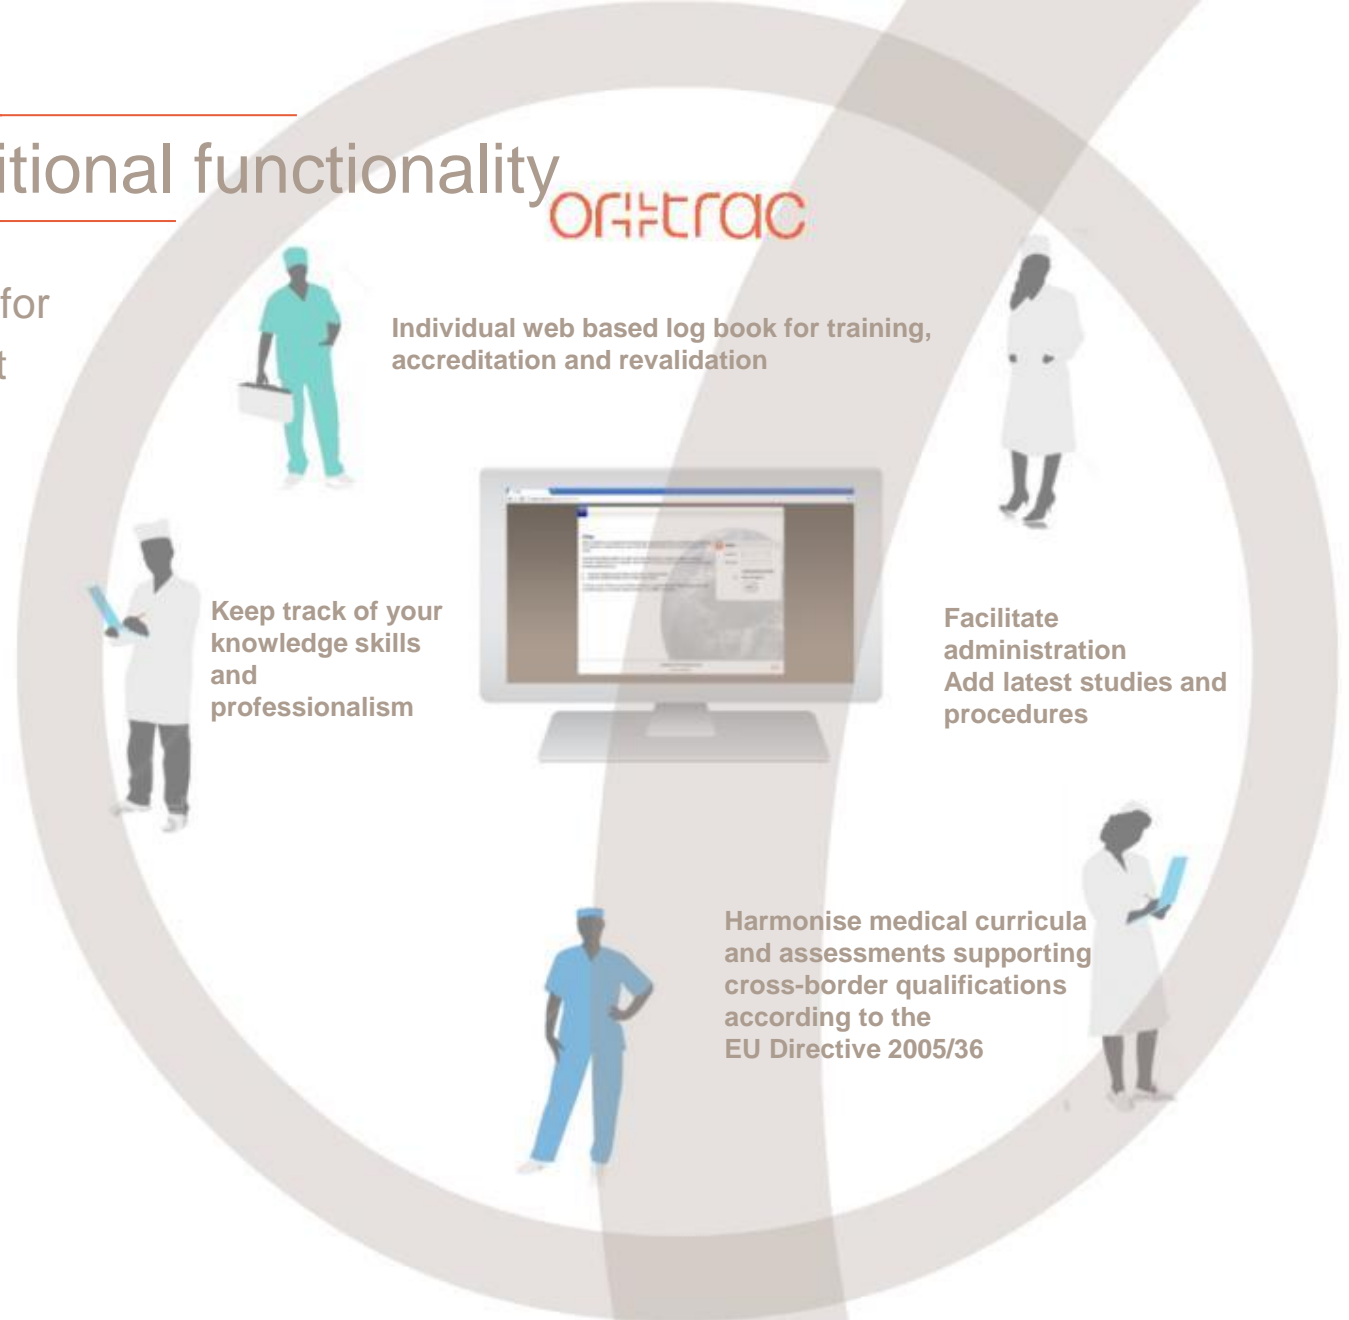 itional functionality
or::trac
for
t
Individual web based log book for training,
accreditation and revalidation
Keep track of your
knowledge skills
and
professionalism
Facilitate
administration
Add latest studies and
procedures
Harmonise medical curricula
and assessments supporting
cross-border qualifications
according to the
EU Directive 2005/36